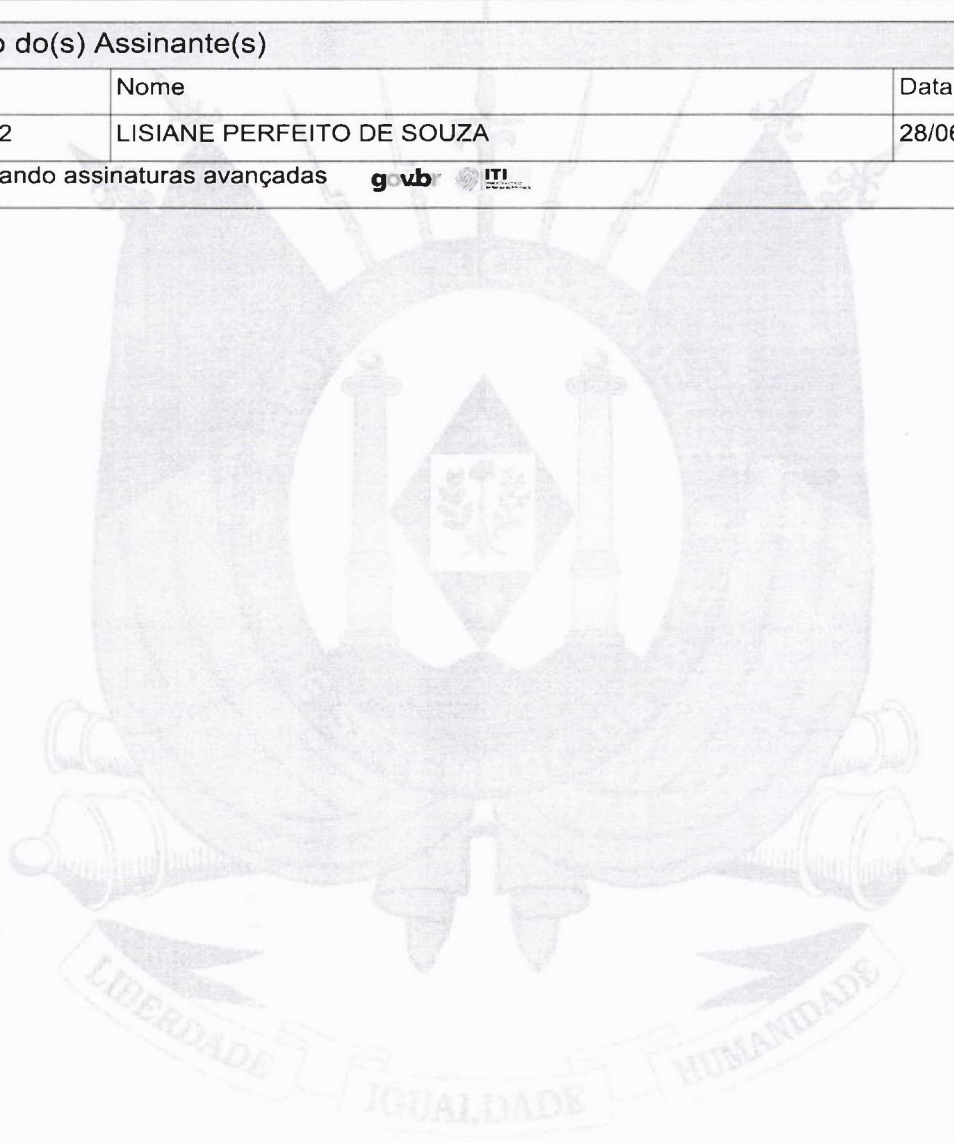 do(s) Assinante(s)
Nome Data
2 LISIANE PERFEITO DE SOUZA 28/06
ando assinaturas avançadas gov.br ITI
LIBERDADE IGUALDADE HUMANIDADE